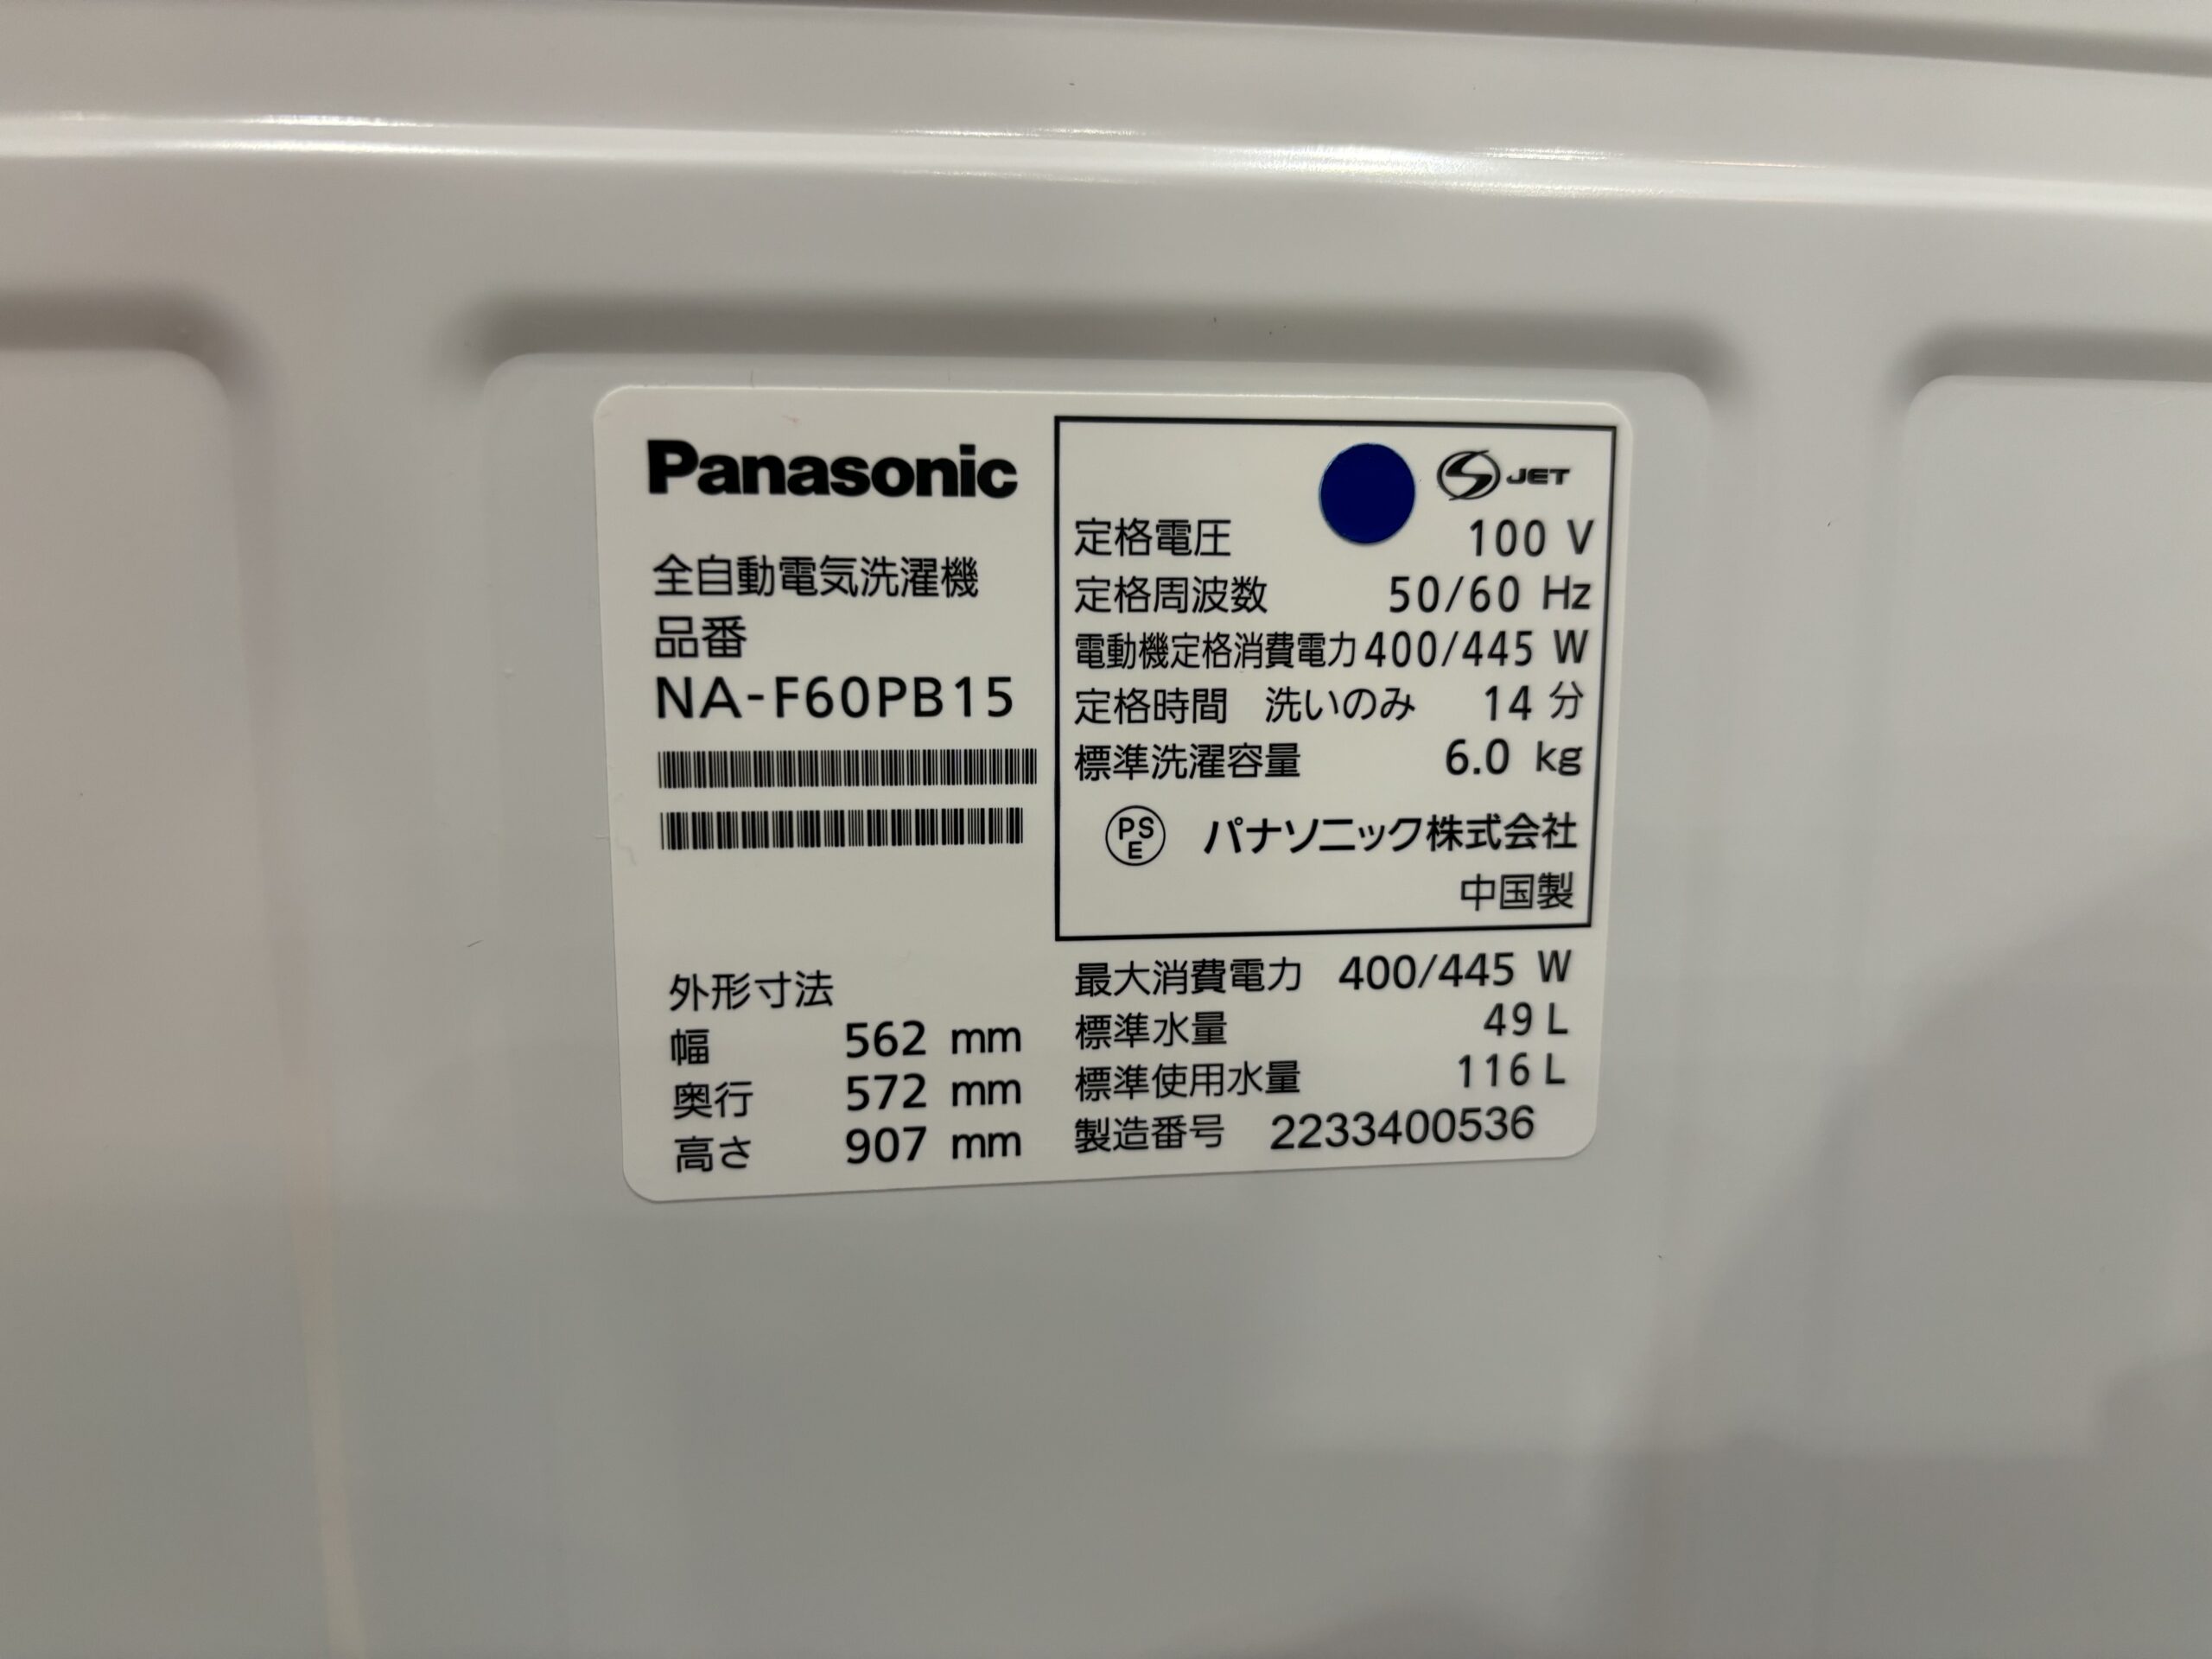 Panasonic
全自動電気洗濯機
品番
NA-F60PB15
外形寸法
幅 562 mm
奥行 572 mm
高さ 907 mm
S JET
定格電圧 100 V
定格周波数 50/60 Hz
電動機定格消費電力 400/445 W
定格時間 洗いのみ 14 分
標準洗濯容量 6.0 kg
PS E パナソニック株式会社
中国製
最大消費電力 400/445 W
標準水量 49 L
標準使用水量 116 L
製造番号 2233400536